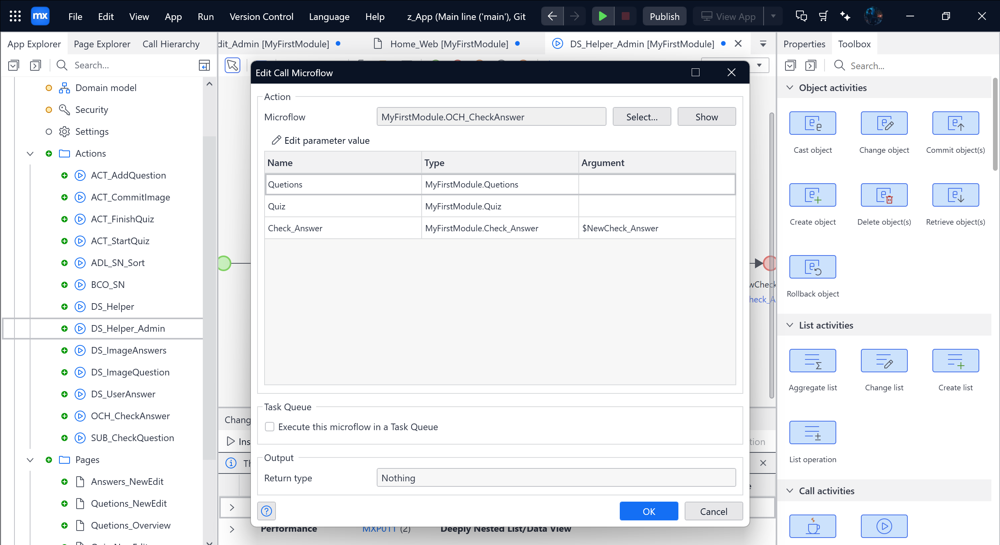 mx File Edit View App Run Version Control Language Help z_App (Main line ('main'), Git Publish View App
App Explorer Page Explorer Call Hierarchy
dit_Admin [MyFirstModule] Home_Web [MyFirstModule] DS_Helper_Admin [MyFirstModule]
Properties Toolbox
Search...
Search...
Domain model
Security
Settings
Actions
ACT_AddQuestion
ACT_CommitImage
ACT_FinishQuiz
ACT_StartQuiz
ADL_SN_Sort
BCO_SN
DS_Helper
DS_Helper_Admin
DS_ImageAnswers
DS_ImageQuestion
DS_UserAnswer
OCH_CheckAnswer
SUB_CheckQuestion
Pages
Answers_NewEdit
Quetions_NewEdit
Quetions_Overview
Edit Call Microflow
Action
Microflow MyFirstModule.OCH_CheckAnswer Select... Show
Edit parameter value
Name Type Argument
Quetions MyFirstModule.Quetions
Quiz MyFirstModule.Quiz
Check_Answer MyFirstModule.Check_Answer $NewCheck_Answer
Task Queue
Execute this microflow in a Task Queue
Output
Return type Nothing
? OK Cancel
wCheck
heck_A
Chang
Ins
tion
Th
e
Performance MXP011 (2) Deeply Nested List/Data View
Object activities
Cast object Change object Commit object(s)
Create object Delete object(s) Retrieve object(s)
Rollback object
List activities
Aggregate list Change list Create list
List operation
Call activities